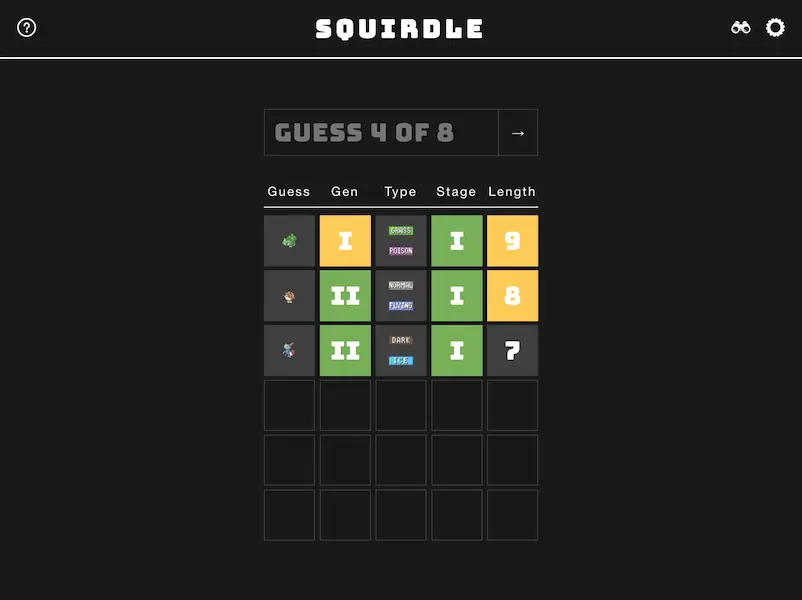 ?
SQUIRDLE
GUESS 4 OF 8 →
Guess Gen Type Stage Length
I GRASS POISON I 9
II NORMAL FLYING I 8
II DARK ICE I 7